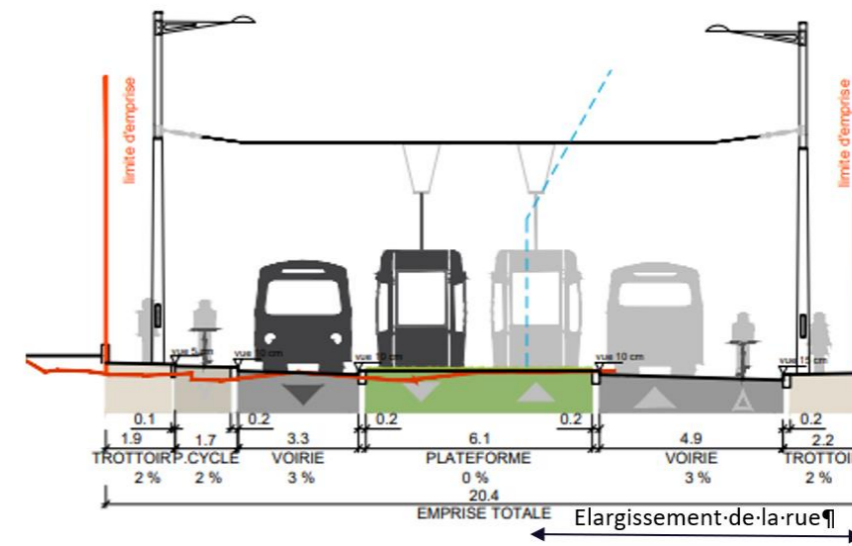 limite d'emprise
limite d'emprise
vue 5 cm
vue 10 cm
vue 10 cm
vue 10 cm
vue 15 cm
0.1 0.2 0.2 0.2 0.2
1.9 1.7 3.3 6.1 4.9 2.2
TROTTOIR P.CYCLE VOIRIE PLATEFORME VOIRIE TROTTOI
2 % 2 % 3 % 0 % 3 % 2 %
20.4
EMPRISE TOTALE
Elargissement·de·la·rue¶